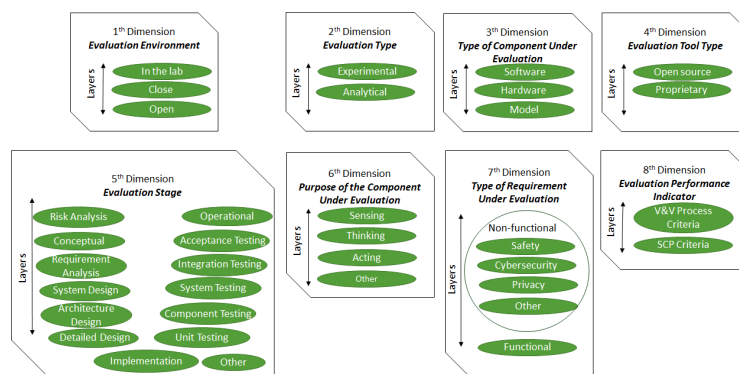 1th Dimension
Evaluation Environment
Layers
In the lab
Close
Open
2th Dimension
Evaluation Type
Layers
Experimental
Analytical
3th Dimension
Type of Component Under
Evaluation
Layers
Software
Hardware
Model
4th Dimension
Evaluation Tool Type
Layers
Open source
Proprietary
5th Dimension
Evaluation Stage
Layers
Risk Analysis
Conceptual
Requirement
Analysis
System Design
Architecture
Design
Detailed Design
Implementation
Operational
Acceptance Testing
Integration Testing
System Testing
Component Testing
Unit Testing
Other
6th Dimension
Purpose of the Component
Under Evaluation
Layers
Sensing
Thinking
Acting
Other
7th Dimension
Type of Requirement
Under Evaluation
Layers
Non-functional
Safety
Cybersecurity
Privacy
Other
Functional
8th Dimension
Evaluation Performance
Indicator
Layers
V&V Process
Criteria
SCP Criteria